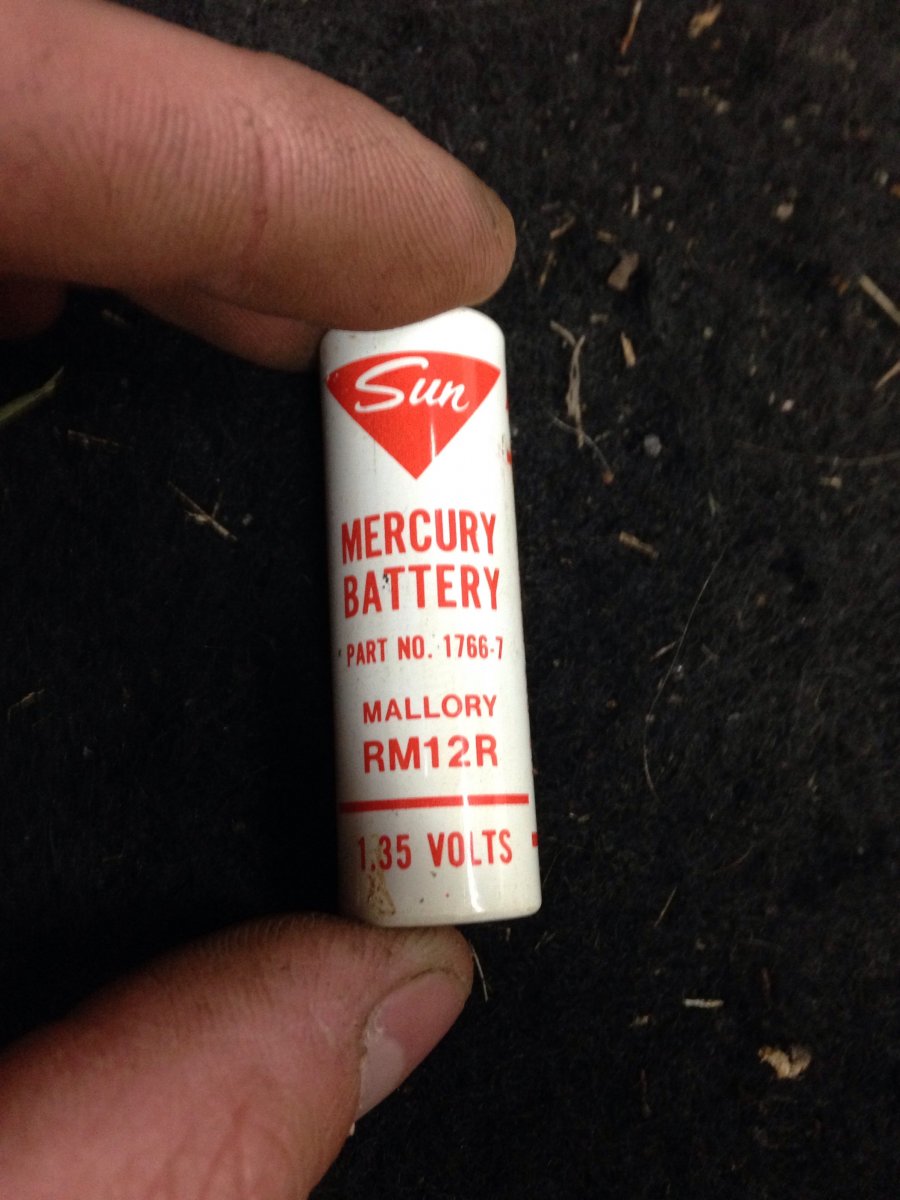 Sun
MERCURY
BATTERY
PART NO. 1766-7
MALLORY
RM12R
1.35 VOLTS